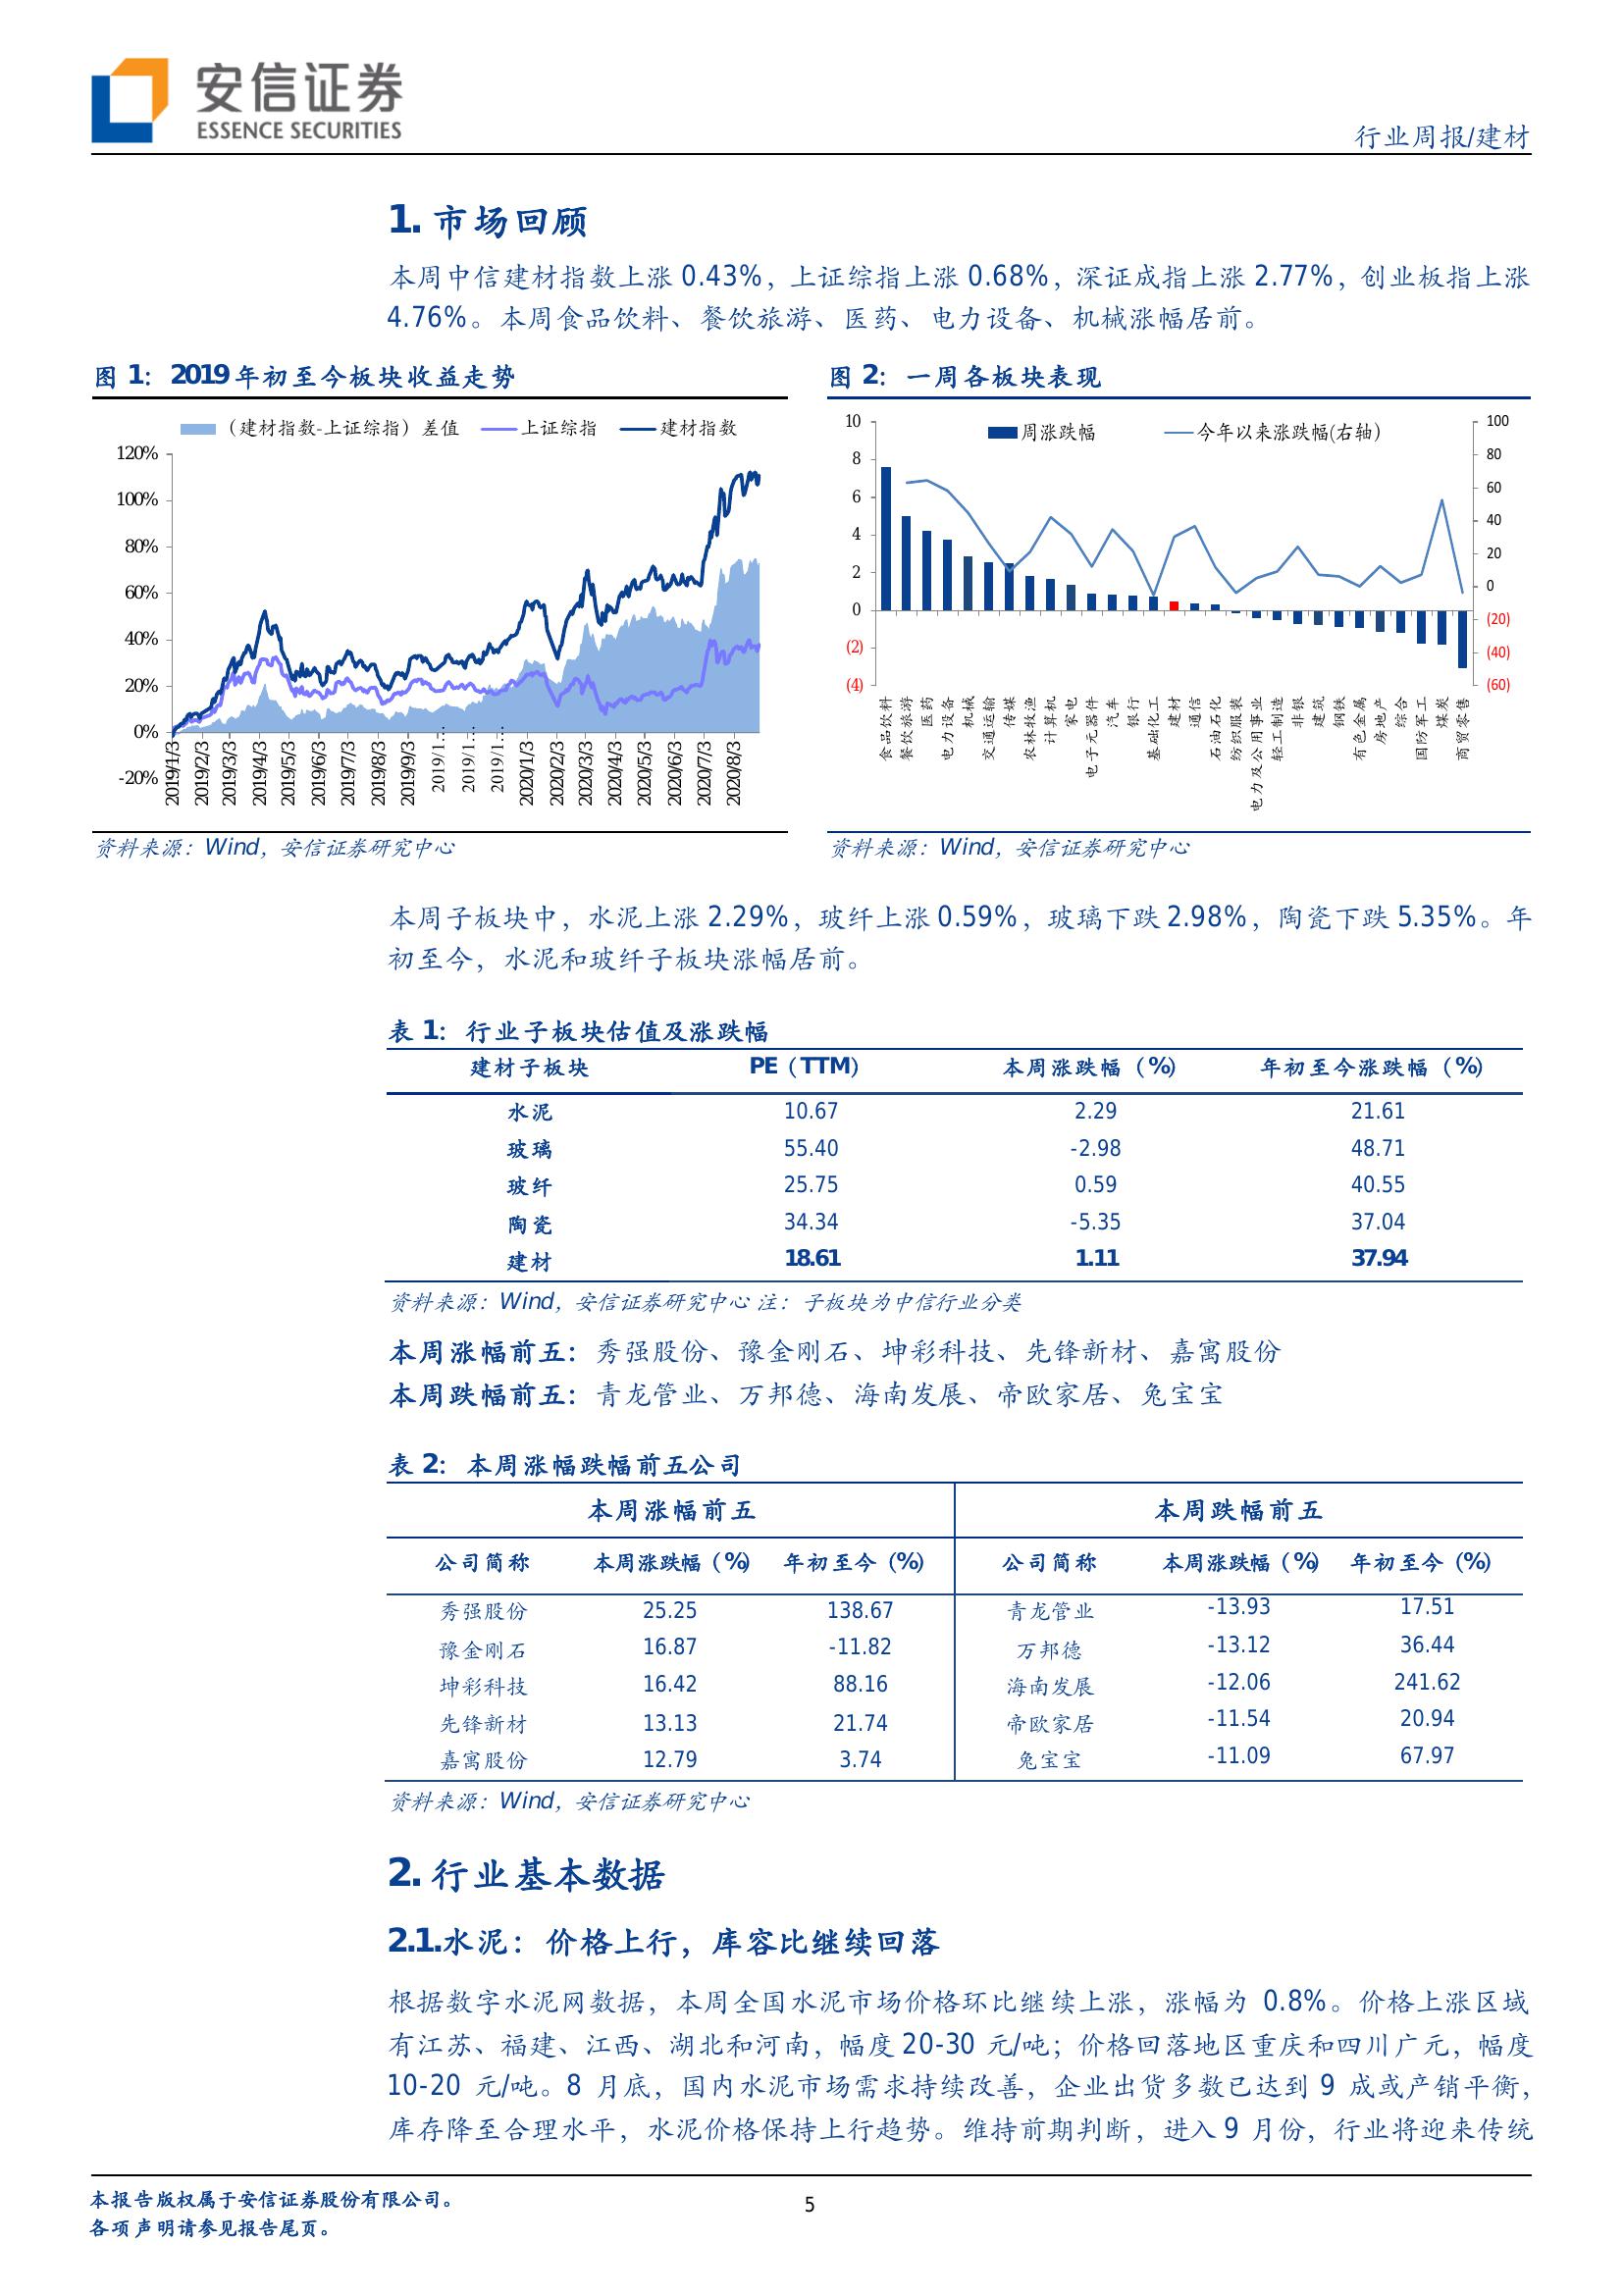 安信证券
ESSENCE SECURITIES
行业周报/建材
1. 市场回顾
本周中信建材指数上涨 0.43%，上证综指上涨 0.68%，深证成指上涨 2.77%，创业板指上涨
4.76%。本周食品饮料、餐饮旅游、医药、电力设备、机械涨幅居前。
图 1： 2019 年初至今板块收益走势
（建材指数-上证综指）差值 上证综指 建材指数
120%
100%
80%
60%
40%
20%
0%
-20%
2019/1/3
2019/2/3
2019/3/3
2019/4/3
2019/5/3
2019/6/3
2019/7/3
2019/8/3
2019/9/3
2019/1…
2019/1…
2019/1…
2020/1/3
2020/2/3
2020/3/3
2020/4/3
2020/5/3
2020/6/3
2020/7/3
2020/8/3
资料来源：Wind，安信证券研究中心
图 2： 一周各板块表现
周涨跌幅 今年以来涨跌幅(右轴)
10
8
6
4
2
0
(2)
(4)
100
80
60
40
20
0
(20)
(40)
(60)
食品饮料
餐饮旅游
医药
电力设备
机械
交通运输
传媒
农林牧渔
计算机
家电
电子元器件
汽车
银行
基础化工
建材
通信
石油石化
纺织服装
电力及公用事业
轻工制造
非银
建筑
钢铁
有色金属
房地产
综合
国防军工
煤炭
商贸零售
资料来源：Wind，安信证券研究中心
本周子板块中，水泥上涨 2.29%，玻纤上涨 0.59%，玻璃下跌 2.98%，陶瓷下跌 5.35%。年
初至今，水泥和玻纤子板块涨幅居前。
表 1： 行业子板块估值及涨跌幅
建材子板块 PE（TTM） 本周涨跌幅（%） 年初至今涨跌幅（%）
水泥 10.67 2.29 21.61
玻璃 55.40 -2.98 48.71
玻纤 25.75 0.59 40.55
陶瓷 34.34 -5.35 37.04
建材 18.61 1.11 37.94
资料来源：Wind，安信证券研究中心 注：子板块为中信行业分类
本周涨幅前五：秀强股份、豫金刚石、坤彩科技、先锋新材、嘉寓股份
本周跌幅前五：青龙管业、万邦德、海南发展、帝欧家居、兔宝宝
表 2： 本周涨幅跌幅前五公司
本周涨幅前五 本周跌幅前五
公司简称 本周涨跌幅（%） 年初至今（%） 公司简称 本周涨跌幅（%） 年初至今（%）
秀强股份 25.25 138.67 青龙管业 -13.93 17.51
豫金刚石 16.87 -11.82 万邦德 -13.12 36.44
坤彩科技 16.42 88.16 海南发展 -12.06 241.62
先锋新材 13.13 21.74 帝欧家居 -11.54 20.94
嘉寓股份 12.79 3.74 兔宝宝 -11.09 67.97
资料来源：Wind，安信证券研究中心
2. 行业基本数据
2.1.水泥：价格上行，库容比继续回落
根据数字水泥网数据，本周全国水泥市场价格环比继续上涨，涨幅为 0.8%。价格上涨区域
有江苏、福建、江西、湖北和河南，幅度 20-30 元/吨；价格回落地区重庆和四川广元，幅度
10-20 元/吨。8 月底，国内水泥市场需求持续改善，企业出货多数已达到 9 成或产销平衡，
库存降至合理水平，水泥价格保持上行趋势。维持前期判断，进入 9 月份，行业将迎来传统
本报告版权属于安信证券股份有限公司。
各项声明请参见报告尾页。
5